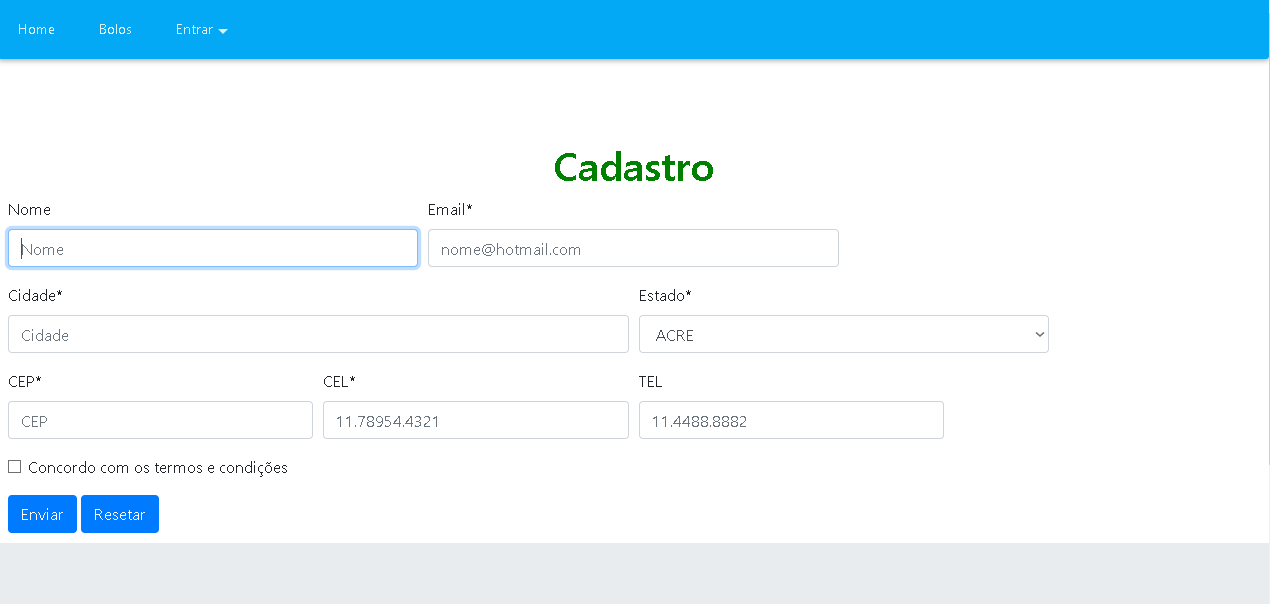 Home Bolos Entrar
Cadastro
Nome Email*
Nome nome@hotmail.com
Cidade* Estado*
Cidade ACRE
CEP* CEL* TEL
CEP 11.78954.4321 11.4488.8882
Concordo com os termos e condições
Enviar Resetar